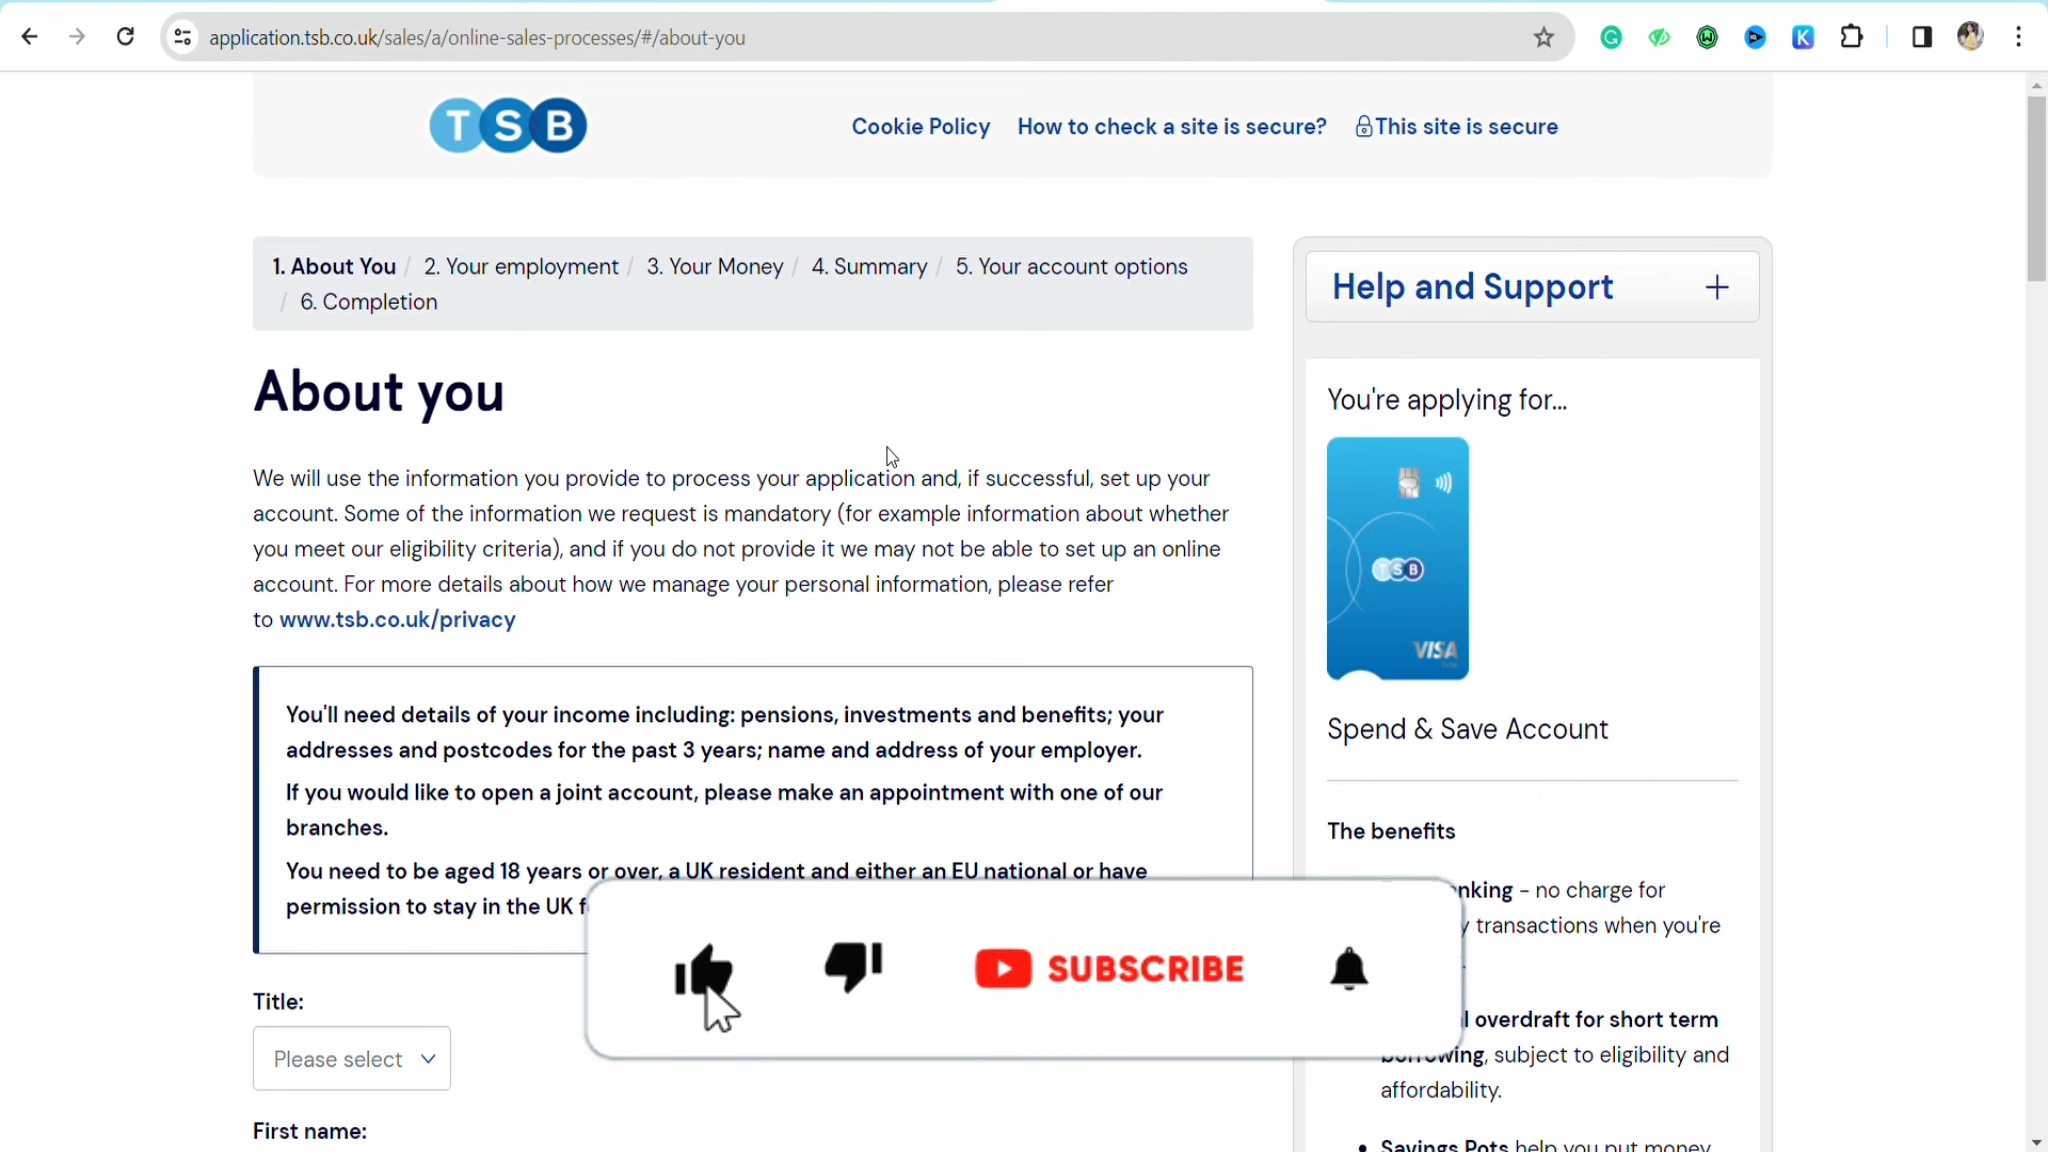 application.tsb.co.uk/sales/a/online-sales-processes/#/about-you
TSB
Cookie Policy
How to check a site is secure?
This site is secure
1. About You / 2. Your employment / 3. Your Money / 4. Summary / 5. Your account options
/ 6. Completion
About you
We will use the information you provide to process your application and, if successful, set up your
account. Some of the information we request is mandatory (for example information about whether
you meet our eligibility criteria), and if you do not provide it we may not be able to set up an online
account. For more details about how we manage your personal information, please refer
to www.tsb.co.uk/privacy
You'll need details of your income including: pensions, investments and benefits; your
addresses and postcodes for the past 3 years; name and address of your employer.
If you would like to open a joint account, please make an appointment with one of our
branches.
You need to be aged 18 years or over, a UK resident and either an EU national or have
permission to stay in the UK
Title:
Please select
First name:
Help and Support
You're applying for...
TSB
VISA
Spend & Save Account
The benefits
- no charge for
transactions when you're
overdraft for short term
borrowing, subject to eligibility and
affordability.
• Savings Pots help you put money
SUBSCRIBE